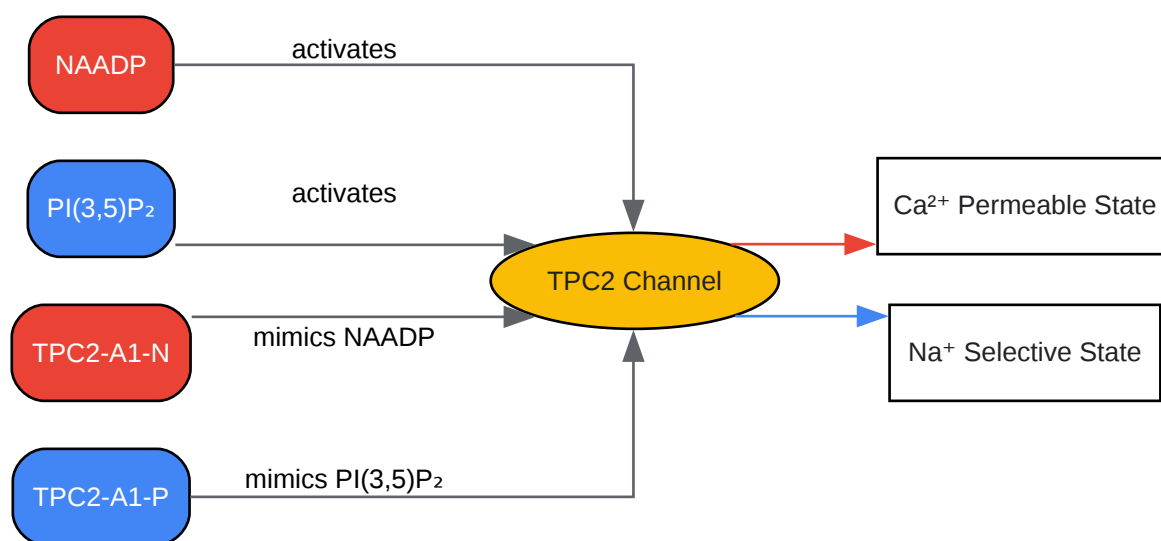 NAADP
activates
PI(3,5)P₂
activates
Ca²⁺ Permeable State
TPC2 Channel
TPC2-A1-N
mimics NAADP
Na⁺ Selective State
TPC2-A1-P
mimics PI(3,5)P₂